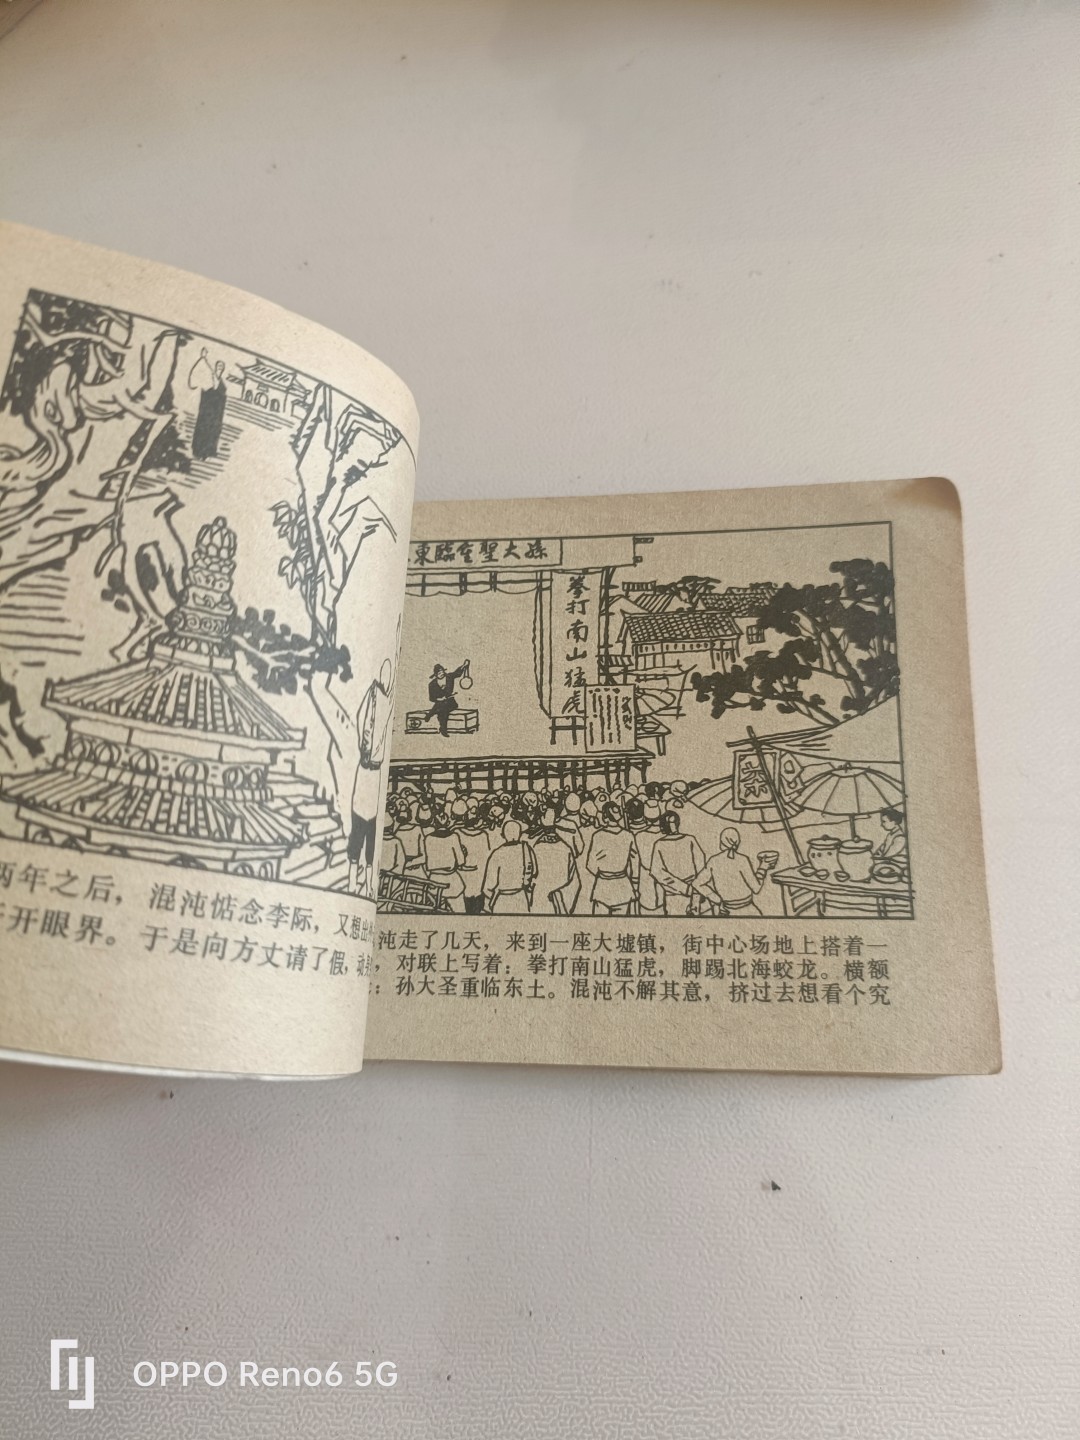 两年之后，混沌惦念李际，又想出
开眼界。于是向方丈请了假，动
東臨重聖大孫
拳打南山猛虎
茶
沌走了几天，来到一座大墟镇，街中心场地上搭着一
，对联上写着：拳打南山猛虎，脚踢北海蛟龙。横额
：孙大圣重临东土。混沌不解其意，挤过去想看个究
OPPO Reno6 5G